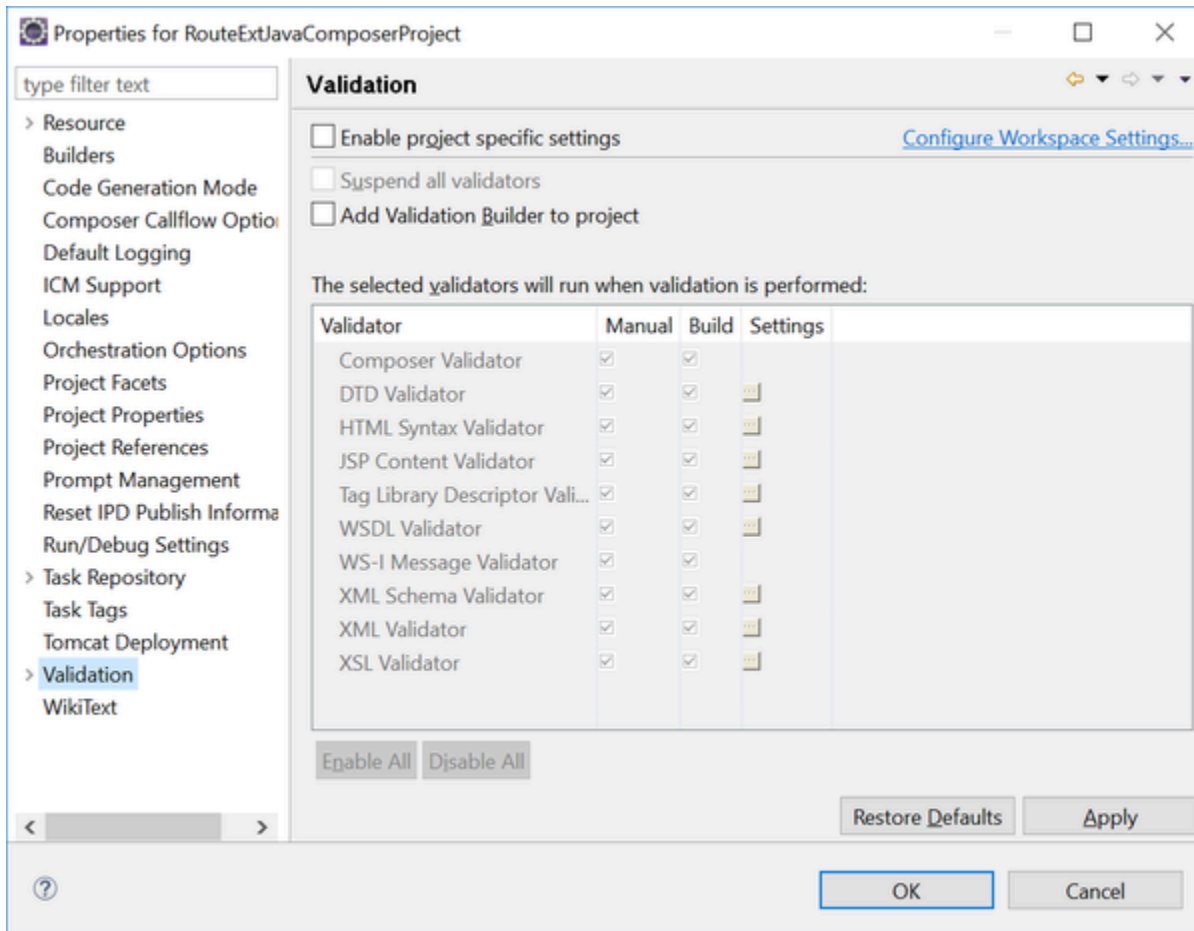 Properties for RouteExtJavaComposerProject
type filter text
Resource
Builders
Code Generation Mode
Composer Callflow Optio
Default Logging
ICM Support
Locales
Orchestration Options
Project Facets
Project Properties
Project References
Prompt Management
Reset IPD Publish Informa
Run/Debug Settings
Task Repository
Task Tags
Tomcat Deployment
Validation
WikiText
Validation
Enable project specific settings
Configure Workspace Settings...
Suspend all validators
Add Validation Builder to project
The selected validators will run when validation is performed:
Validator Manual Build Settings
Composer Validator
DTD Validator
HTML Syntax Validator
JSP Content Validator
Tag Library Descriptor Vali...
WSDL Validator
WS-I Message Validator
XML Schema Validator
XML Validator
XSL Validator
Enable All Disable All
Restore Defaults Apply
OK Cancel